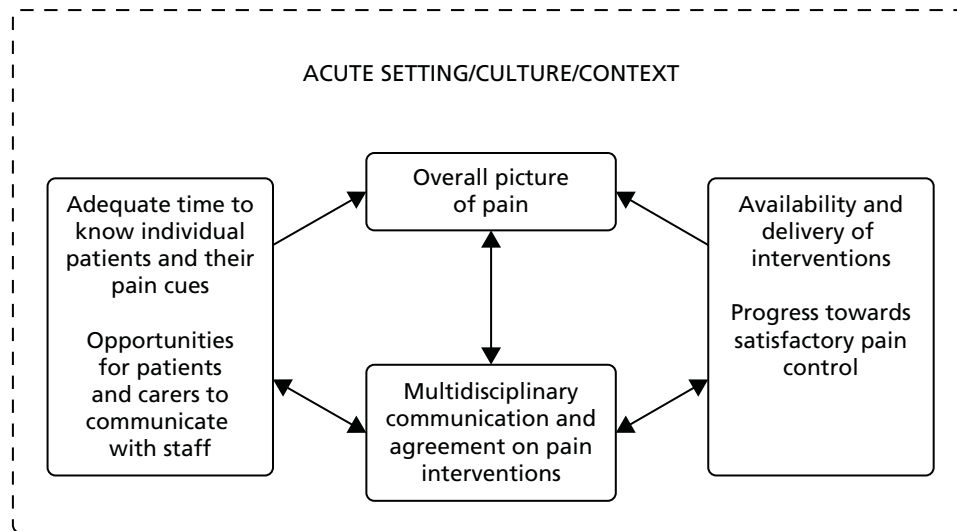 ACUTE SETTING/CULTURE/CONTEXT
Overall picture
of pain
Adequate time to
know individual
patients and their
pain cues
Opportunities
for patients
and carers to
communicate
with staff
Multidisciplinary
communication and
agreement on pain
interventions
Availability and
delivery of
interventions
Progress towards
satisfactory pain
control